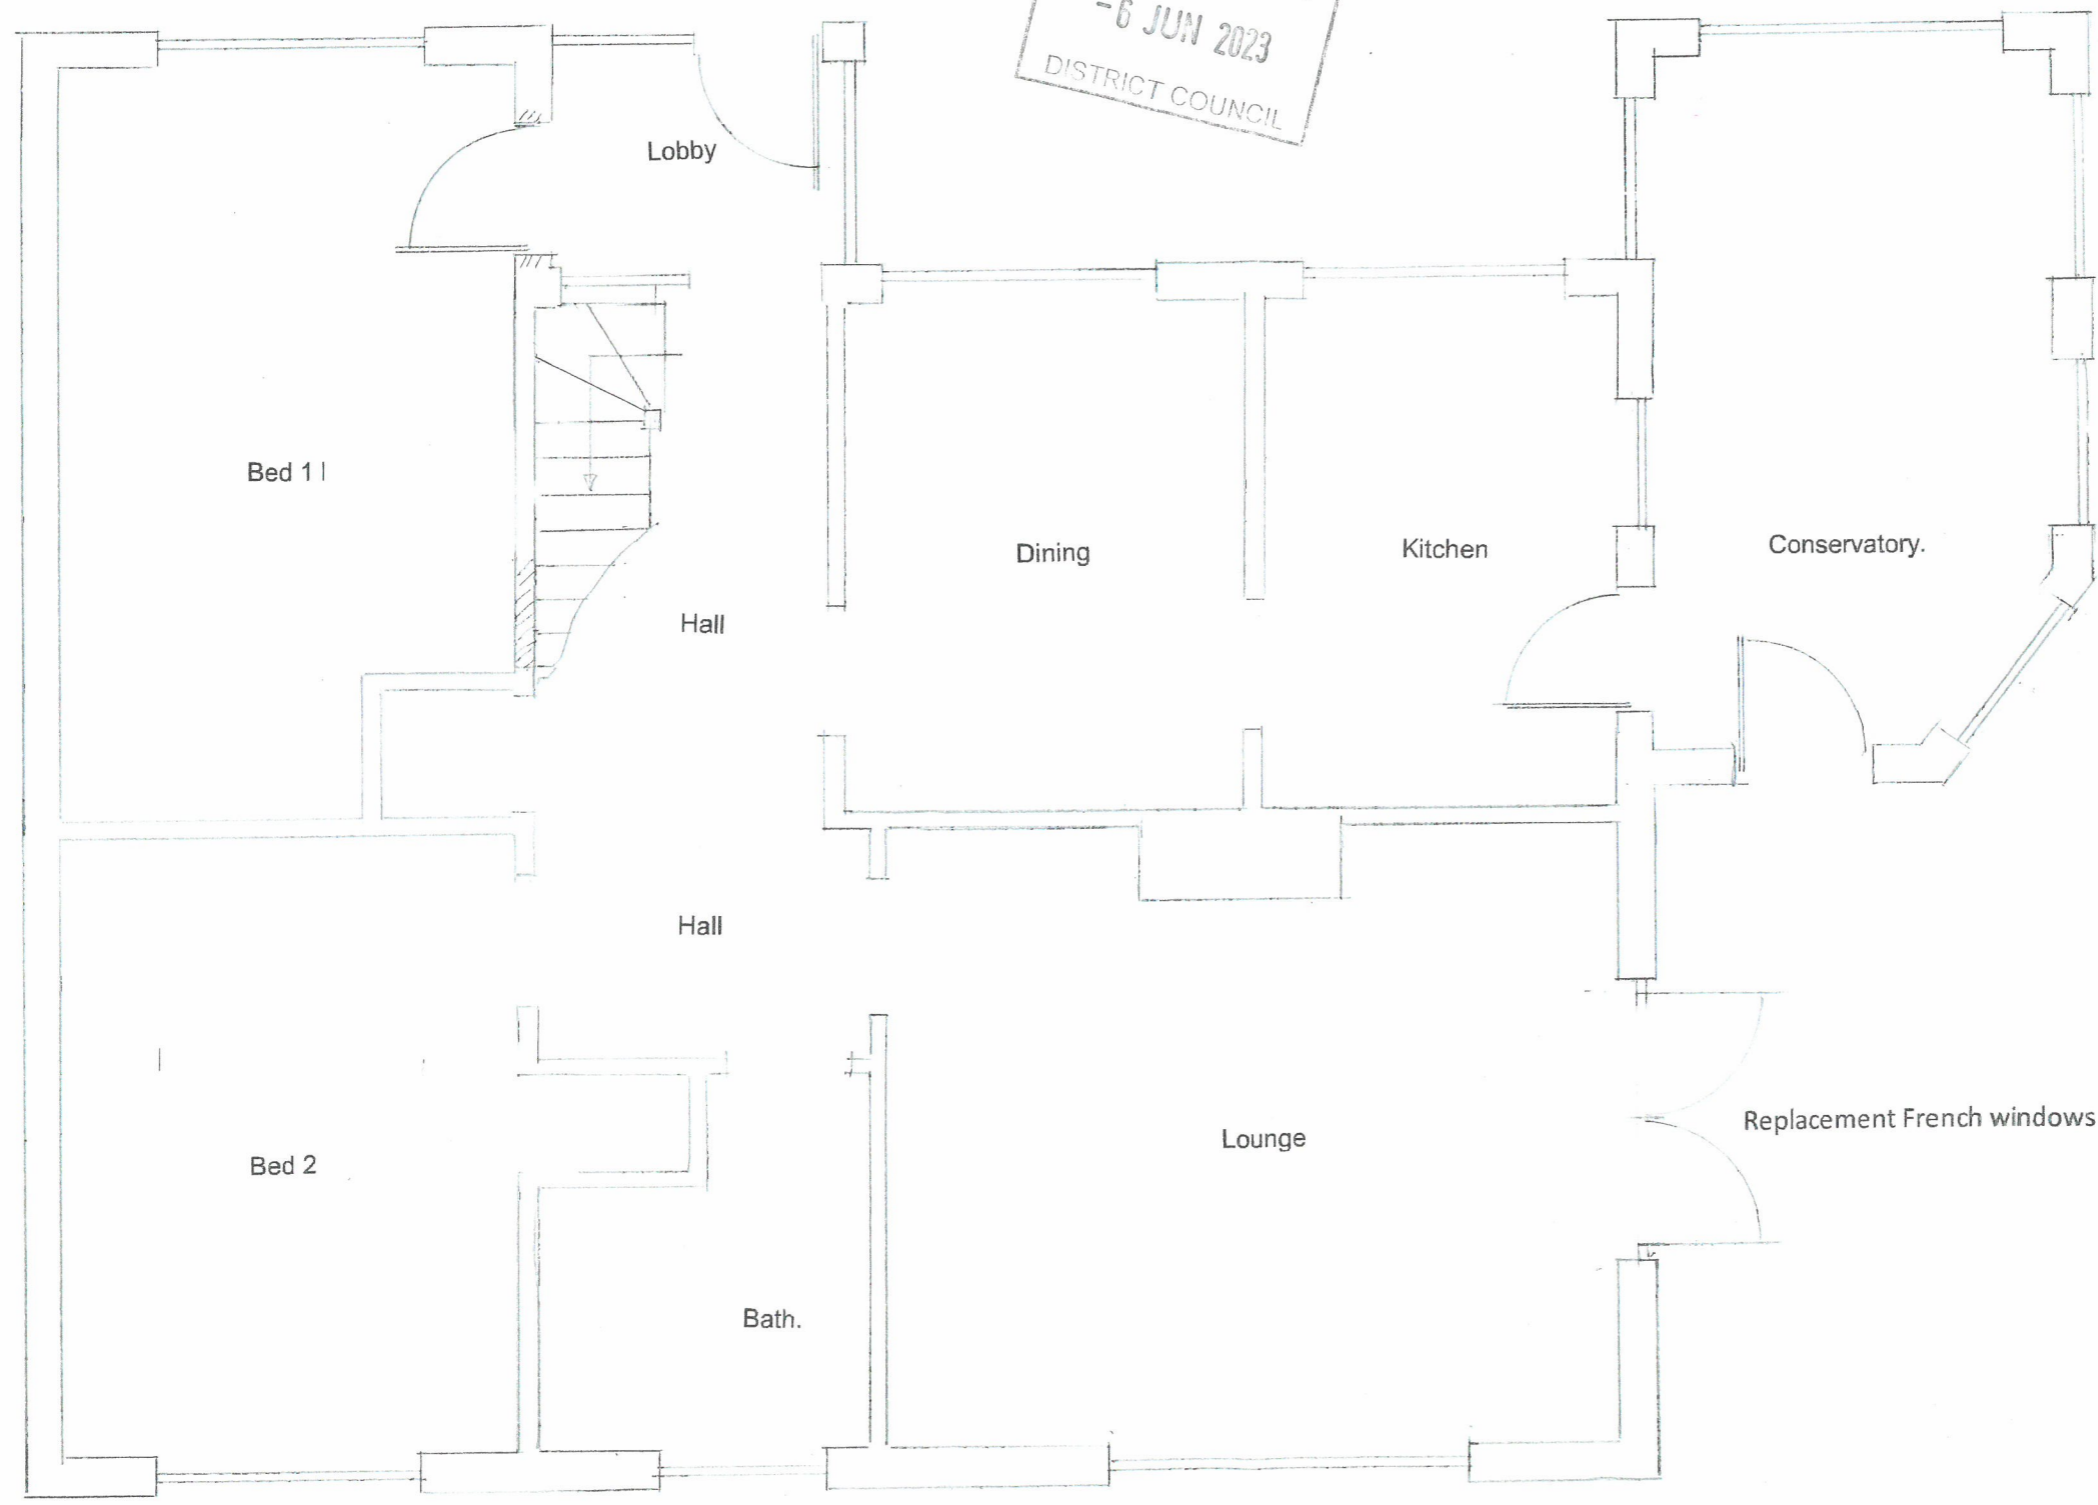 -6 JUN 2023
DISTRICT COUNCIL
Lobby
Bed 1
Dining
Kitchen
Conservatory.
Hall
Hall
Replacement French windows
Lounge
Bed 2
Bath.